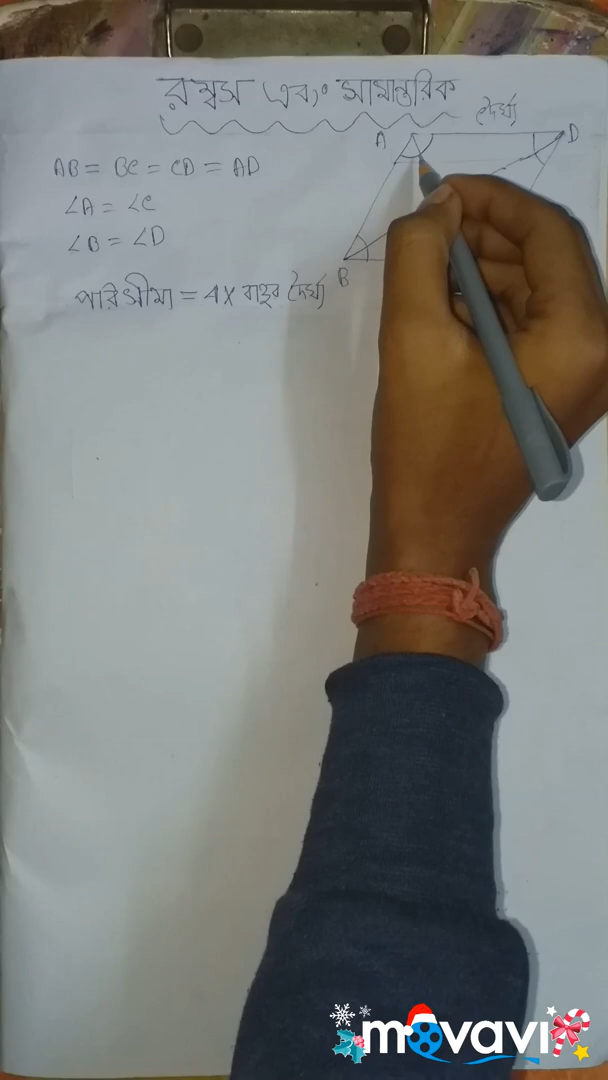 রম্বস এবং সামান্তরিক
দৈর্ঘ্য
A
D
AB = BC = CD = AD
∠A = ∠C
∠B = ∠D
B
পরিসীমা = 4 X বাহুর দৈর্ঘ্য
movavi